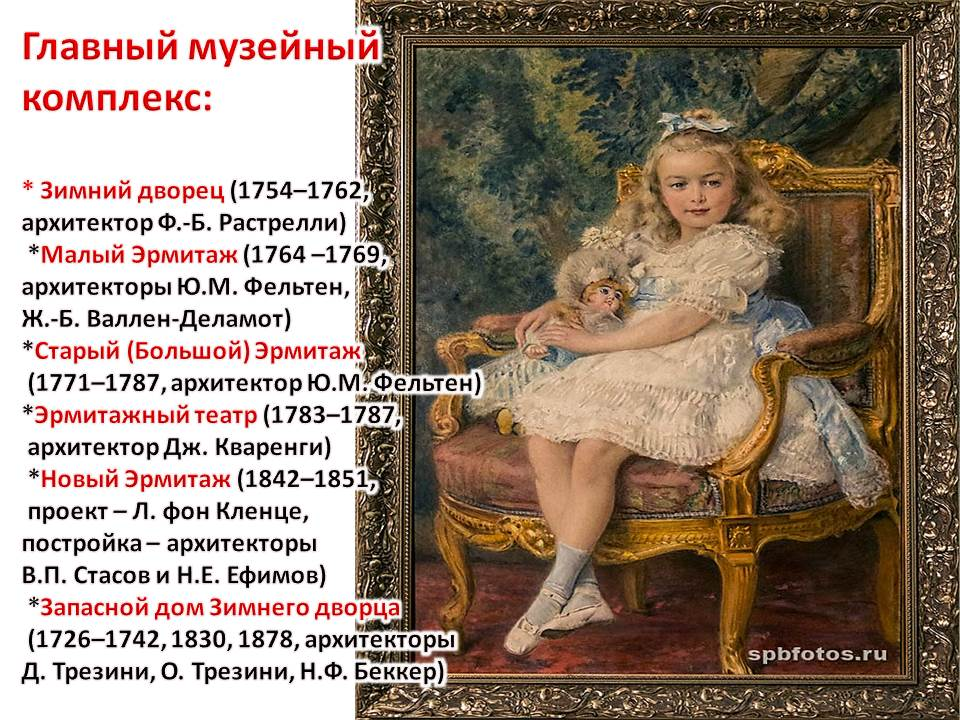 Главный музейный
комплекс:
* Зимний дворец (1754–1762,
архитектор Ф.-Б. Растрелли)
*Малый Эрмитаж (1764 –1769,
архитекторы Ю.М. Фельтен,
Ж.-Б. Валлен-Деламот)
*Старый (Большой) Эрмитаж
(1771–1787, архитектор Ю.М. Фельтен)
*Эрмитажный театр (1783–1787,
архитектор Дж. Кваренги)
*Новый Эрмитаж (1842–1851,
проект – Л. фон Кленце,
постройка – архитекторы
В.П. Стасов и Н.Е. Ефимов)
*Запасной дом Зимнего дворца
(1726–1742, 1830, 1878, архитекторы
Д. Трезини, О. Трезини, Н.Ф. Беккер)
spbfotos.ru